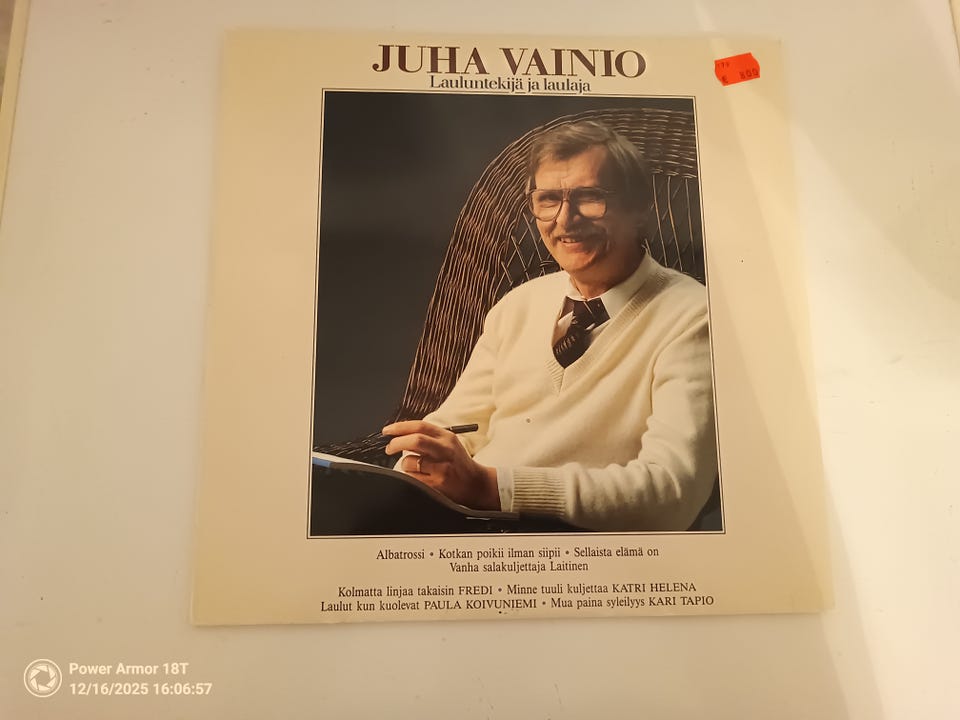 JUHA VAINIO
Lauluntekijä ja laulaja
€ 800
Albatrossi • Kotkan poikii ilman siipii • Sellaista elämä on
Vanha salakuljettaja Laitinen
Kolmatta linjaa takaisin FREDI • Minne tuuli kuljettaa KATRI HELENA
Laulut kun kuolevat PAULA KOIVUNIEMI • Mua paina syleilyys KARI TAPIO
Power Armor 18T
12/16/2025 16:06:57